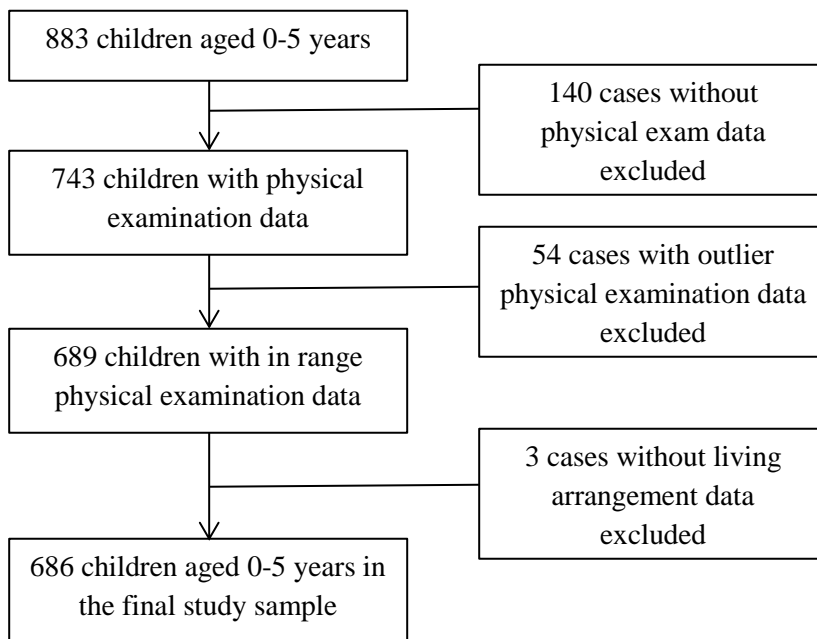 883 children aged 0-5 years
140 cases without
physical exam data
excluded
743 children with physical
examination data
54 cases with outlier
physical examination data
excluded
689 children with in range
physical examination data
3 cases without living
arrangement data
excluded
686 children aged 0-5 years in
the final study sample